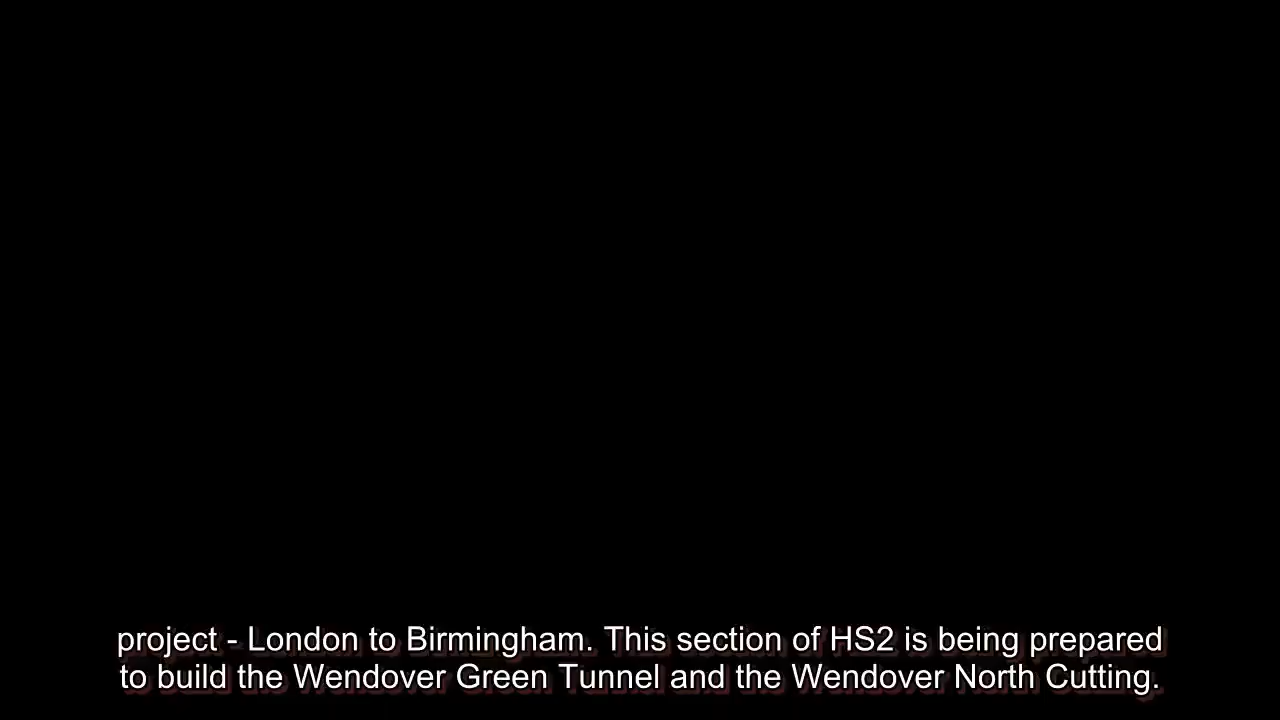 project - London to Birmingham. This section of HS2 is being prepared
to build the Wendover Green Tunnel and the Wendover North Cutting.